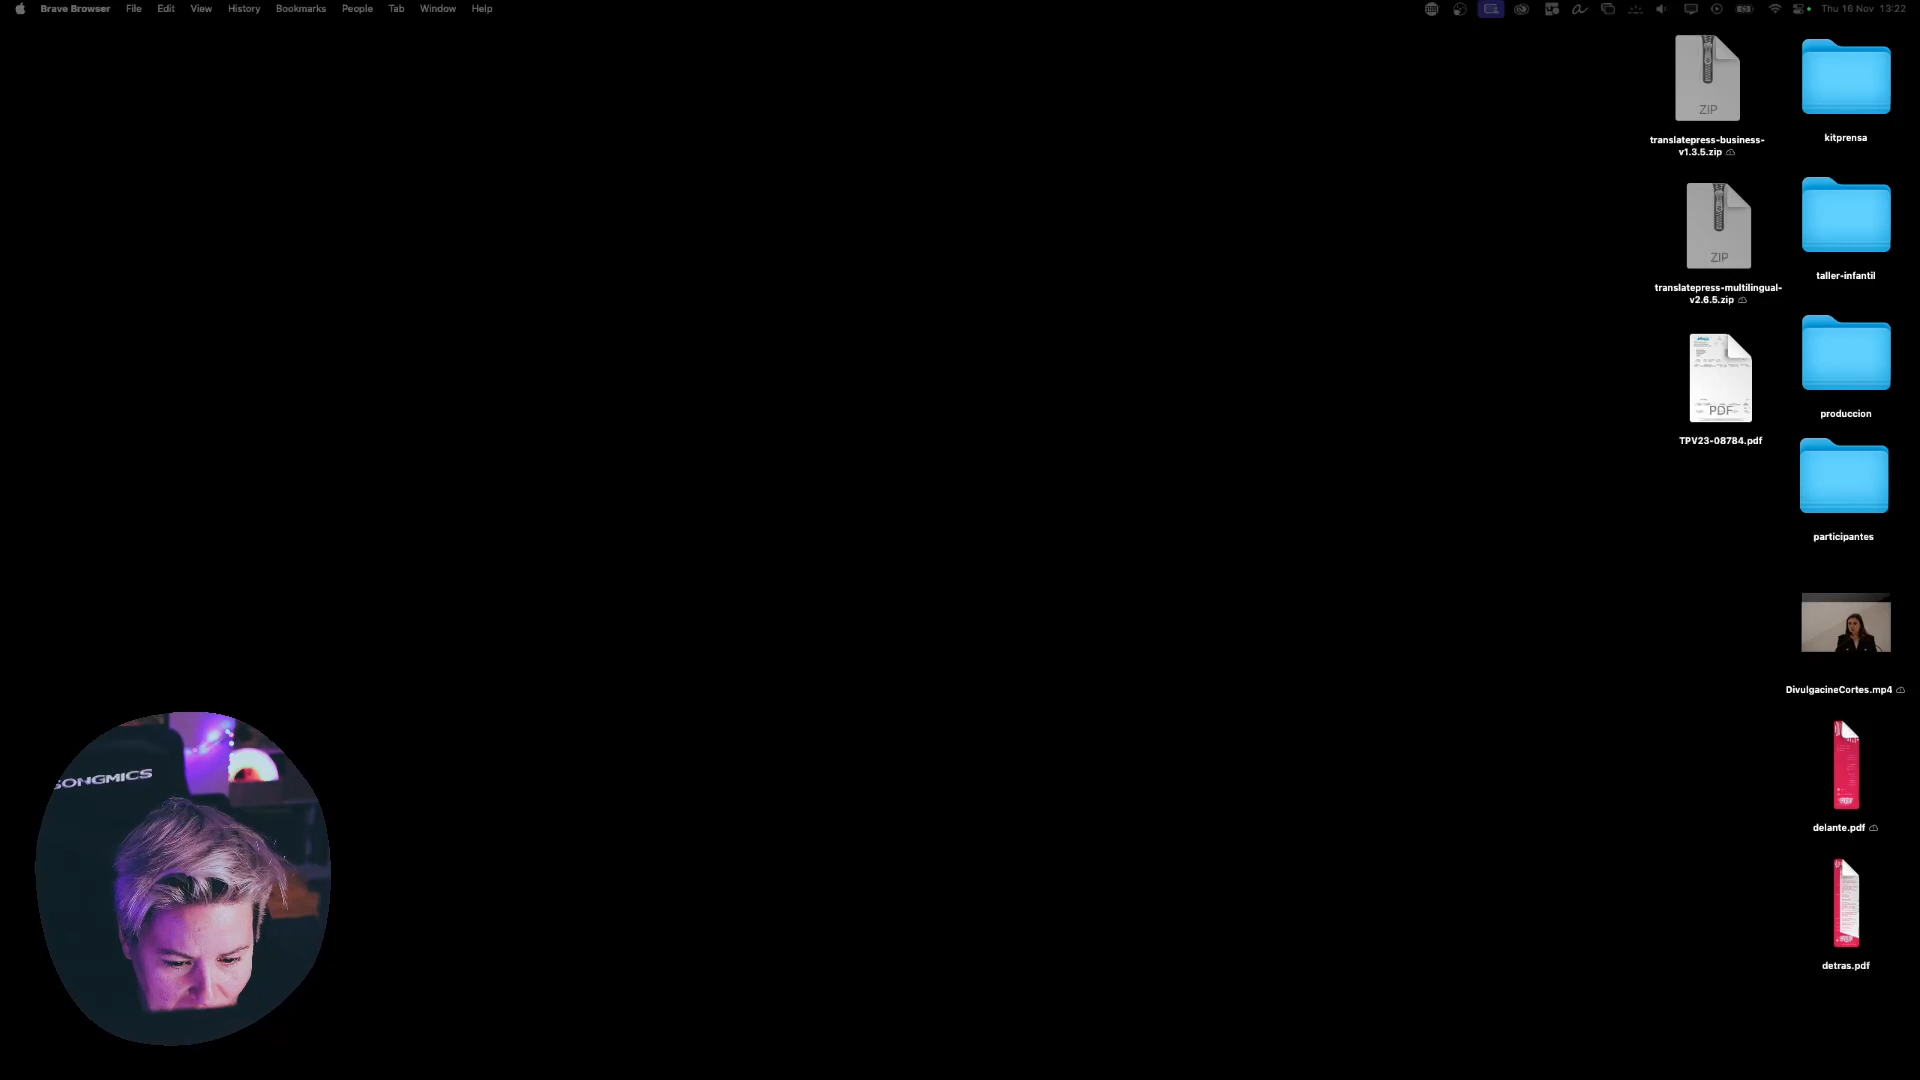 Brave Browser File Edit View History Bookmarks People Tab Window Help Thu 16 Nov 13:22
ZIP
translatepress-business-
v1.3.5.zip
kitprensa
ZIP
translatepress-multilingual-
v2.6.5.zip
taller-infantil
PDF
TPV23-08784.pdf
produccion
participantes
DivulgacineCortes.mp4
delante.pdf
detras.pdf
SONGMICS